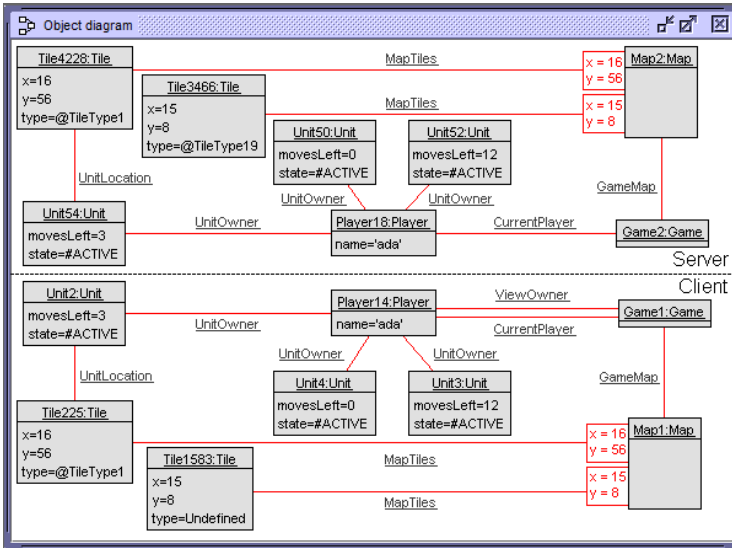 Object diagram
Tile4228:Tile
x=16
y=56
type=@TileType1
MapTiles
x = 16
y = 56
Map2:Map
Tile3466:Tile
x=15
y=8
type=@TileType19
MapTiles
x = 15
y = 8
Unit50:Unit
movesLeft=0
state=#ACTIVE
Unit52:Unit
movesLeft=12
state=#ACTIVE
UnitLocation
UnitOwner
UnitOwner
GameMap
Unit54:Unit
movesLeft=3
state=#ACTIVE
UnitOwner
Player18:Player
name='ada'
CurrentPlayer
Game2:Game
Server
Client
Unit2:Unit
movesLeft=3
state=#ACTIVE
UnitOwner
Player14:Player
name='ada'
ViewOwner
CurrentPlayer
Game1:Game
UnitOwner
UnitOwner
UnitLocation
Unit4:Unit
movesLeft=0
state=#ACTIVE
Unit3:Unit
movesLeft=12
state=#ACTIVE
GameMap
Tile225:Tile
x=16
y=56
type=@TileType1
MapTiles
x = 16
y = 56
Map1:Map
Tile1583:Tile
x=15
y=8
type=Undefined
MapTiles
x = 15
y = 8